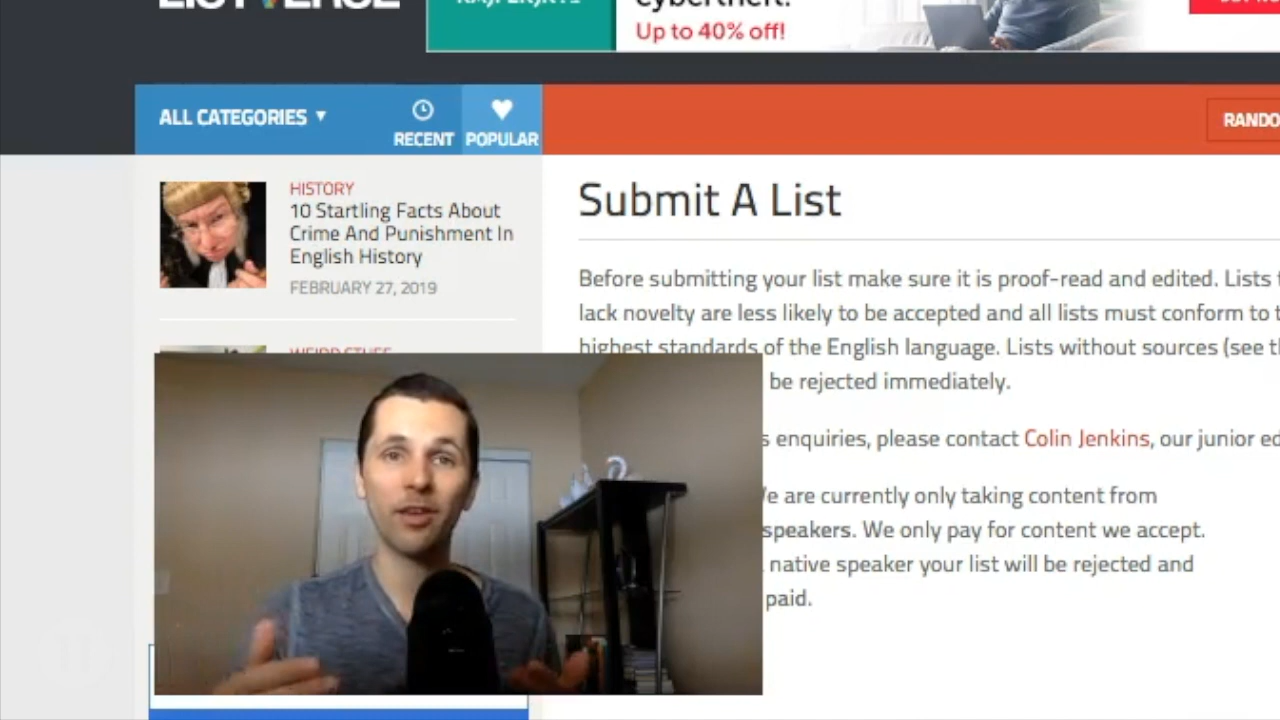 cybertheft.
Up to 40% off!
ALL CATEGORIES ▼
RECENT
POPULAR
HISTORY
10 Startling Facts About
Crime And Punishment In
English History
FEBRUARY 27, 2019
Submit A List
Before submitting your list make sure it is proof-read and edited. Lists
lack novelty are less likely to be accepted and all lists must conform to
highest standards of the English language. Lists without sources (see
be rejected immediately.
enquiries, please contact Colin Jenkins, our junior
are currently only taking content from
speakers. We only pay for content we accept.
native speaker your list will be rejected and
paid.